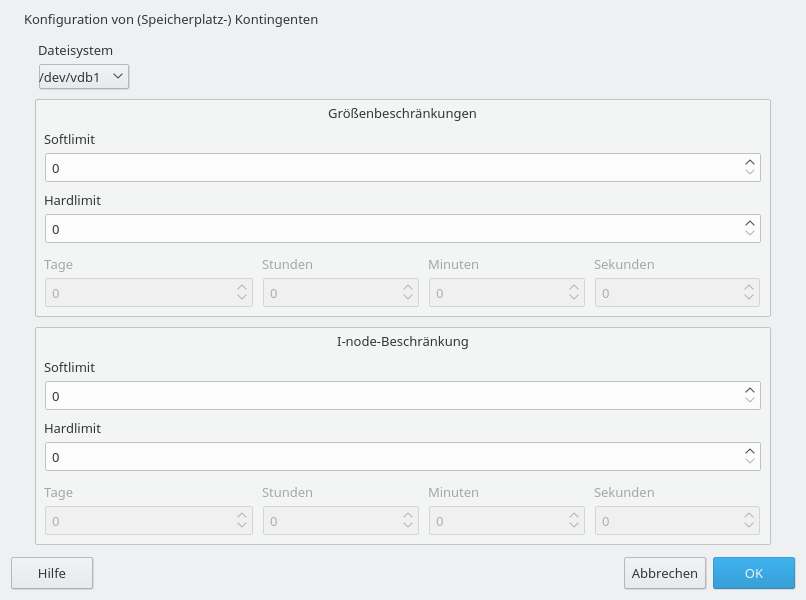 Konfiguration von (Speicherplatz-) Kontingenten
Dateisystem
/dev/vdb1
Größenbeschränkungen
Softlimit
0
Hardlimit
0
Tage Stunden Minuten Sekunden
0 0 0 0
I-node-Beschränkung
Softlimit
0
Hardlimit
0
Tage Stunden Minuten Sekunden
0 0 0 0
Hilfe Abbrechen OK